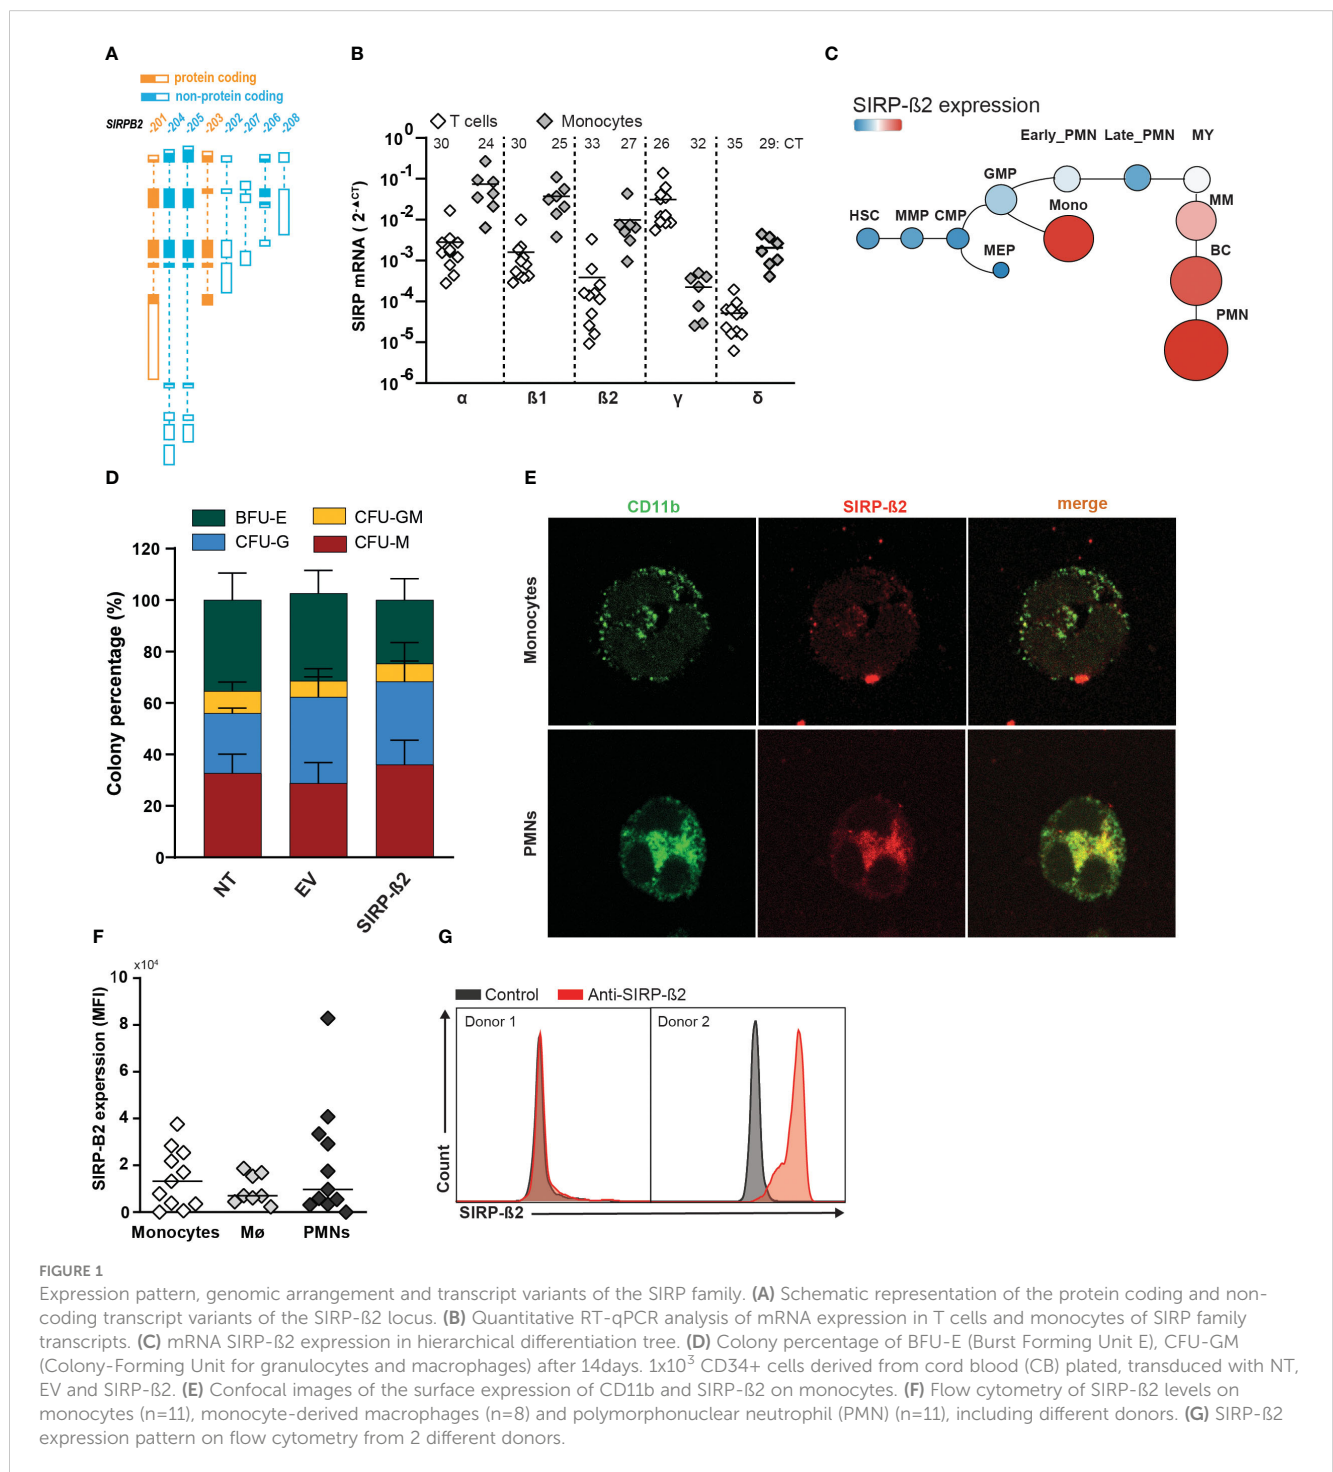 A
protein coding
non-protein coding
SIRPB2 -201 -204 -205 -203 -202 -207 -206 -208
B
T cells Monocytes
30 24 30 25 33 27 26 32 35 29: CT
SIRP mRNA ( 2-▲CT)
10 0
10 -1
10 -2
10 -3
10 -4
10 -5
10 -6
α ß1 ß2 γ δ
C
SIRP-ß2 expression
Early_PMN Late_PMN MY
GMP
Mono
MM
HSC MMP CMP
MEP
BC
PMN
D
BFU-E CFU-GM
CFU-G CFU-M
Colony percentage (%)
120
100
80
60
40
20
0
NT EV SIRP-ß2
E
CD11b SIRP-ß2 merge
Monocytes
PMNs
F
x10⁴
SIRP-B2 experssion (MFI)
10
8
6
4
2
0
Monocytes Mø PMNs
G
Control Anti-SIRP-ß2
Donor 1 Donor 2
Count
SIRP-ß2
FIGURE 1
Expression pattern, genomic arrangement and transcript variants of the SIRP family. (A) Schematic representation of the protein coding and non-
coding transcript variants of the SIRP-ß2 locus. (B) Quantitative RT-qPCR analysis of mRNA expression in T cells and monocytes of SIRP family
transcripts. (C) mRNA SIRP-ß2 expression in hierarchical differentiation tree. (D) Colony percentage of BFU-E (Burst Forming Unit E), CFU-GM
(Colony-Forming Unit for granulocytes and macrophages) after 14days. 1x10³ CD34+ cells derived from cord blood (CB) plated, transduced with NT,
EV and SIRP-ß2. (E) Confocal images of the surface expression of CD11b and SIRP-ß2 on monocytes. (F) Flow cytometry of SIRP-ß2 levels on
monocytes (n=11), monocyte-derived macrophages (n=8) and polymorphonuclear neutrophil (PMN) (n=11), including different donors. (G) SIRP-ß2
expression pattern on flow cytometry from 2 different donors.